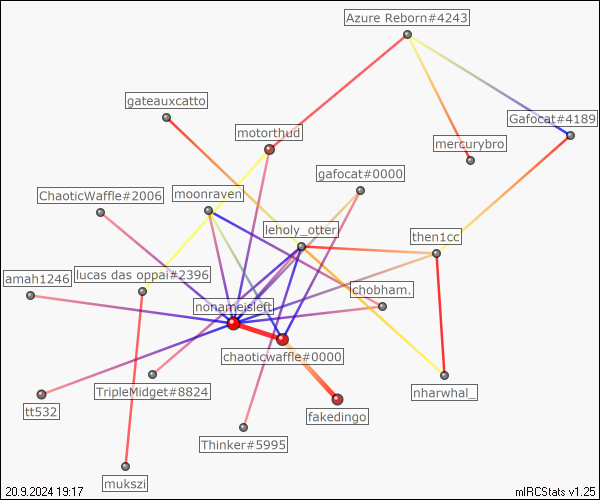 Azure Reborn#4243
gateauxcatto
Gafocat#4189
motorthud
mercurybro
gafocat#0000
ChaoticWaffle#2006
moonraven
leholy_otter
then1cc
amah1246
lucas das oppai#2396
chobham.
nonameisleft
chaoticwaffle#0000
TripleMidget#8824
nharwhal_
tt532
fakedingo
Thinker#5995
mukszi
20.9.2024 19:17
mIRCStats v1.25